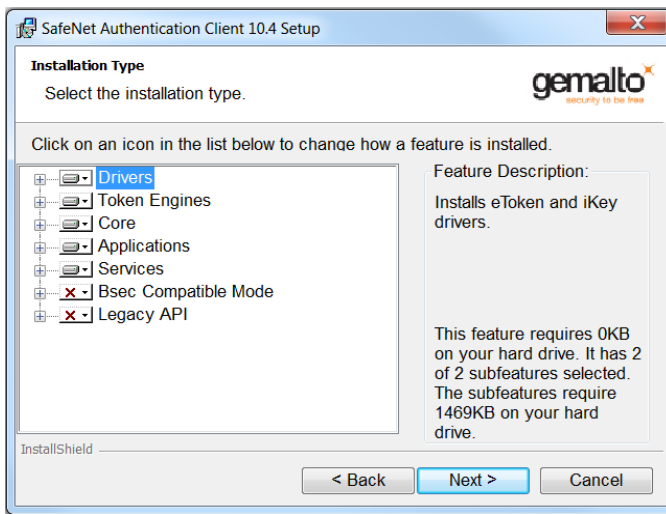 SafeNet Authentication Client 10.4 Setup
Installation Type
Select the installation type.
gemalto
security to be free
Click on an icon in the list below to change how a feature is installed.
Drivers
Token Engines
Core
Applications
Services
Bsec Compatible Mode
Legacy API
Feature Description:
Installs eToken and iKey
drivers.
This feature requires 0KB
on your hard drive. It has 2
of 2 subfeatures selected.
The subfeatures require
1469KB on your hard
drive.
InstallShield
< Back
Next >
Cancel